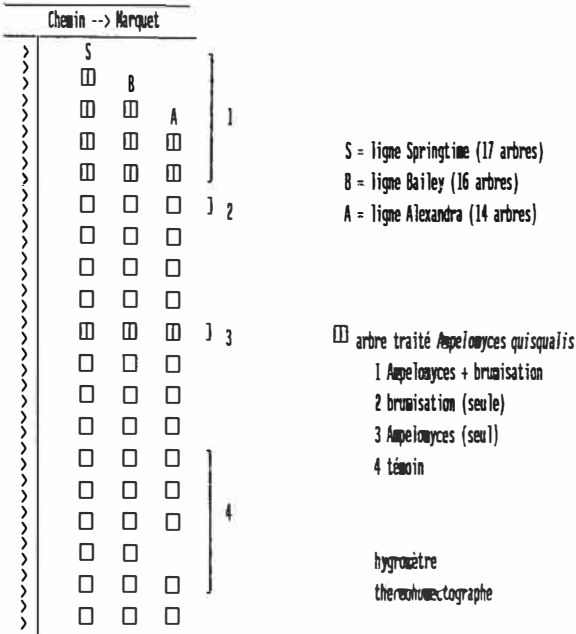 Chemin --> Marquet
S
B
A
1
2
3
4
S = ligne Springtime (17 arbres)
B = ligne Bailey (16 arbres)
A = ligne Alexandra (14 arbres)
arbre traité Ampelomyces quisqualis
1 Ampelomyces + brumisation
2 brumisation (seule)
3 Ampelomyces (seul)
4 témoin
hygromètre